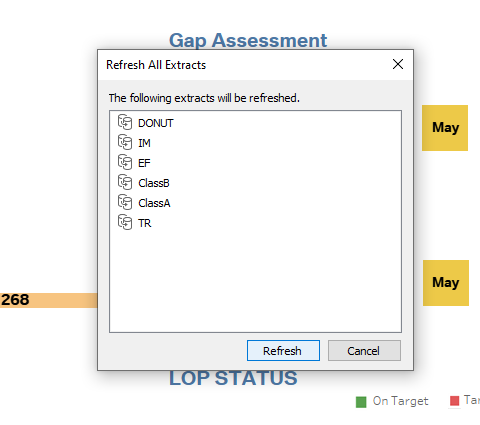 Gap Assessment
Refresh All Extracts
The following extracts will be refreshed.
DONUT
IM
EF
ClassB
ClassA
TR
May
May
268
Refresh
Cancel
LOP STATUS
On Target